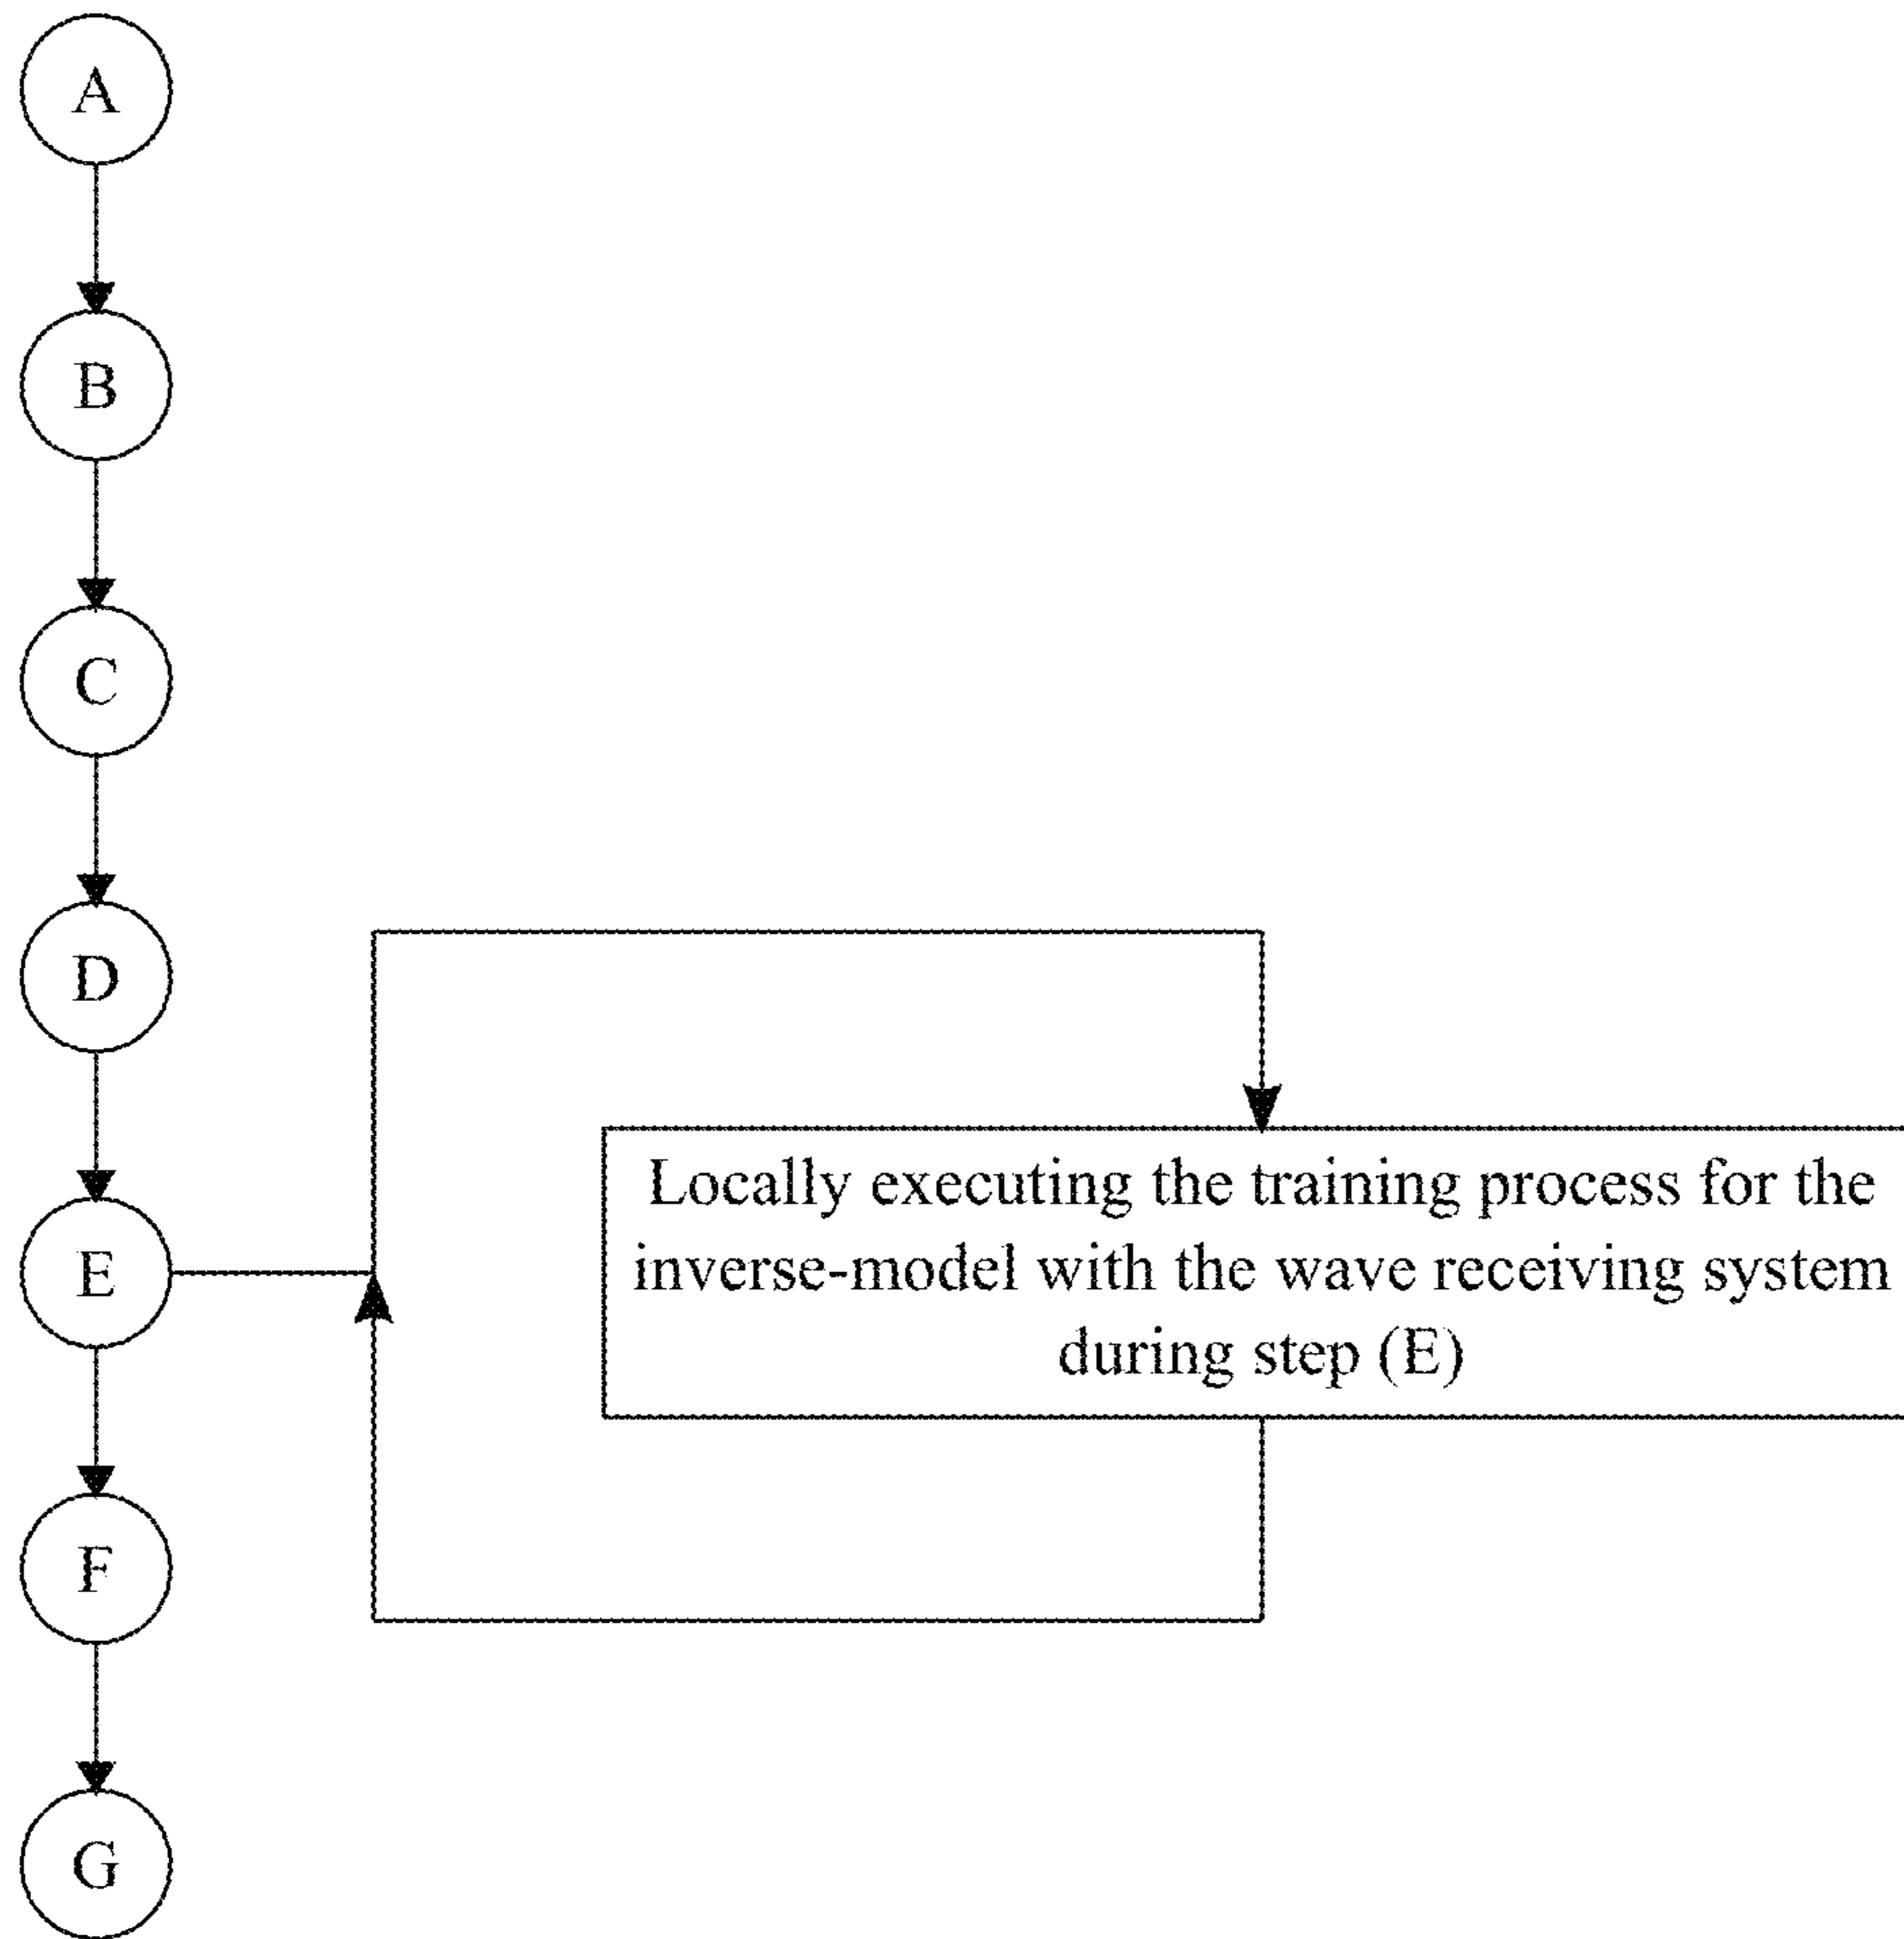 A
B
C
D
E
Locally executing the training process for the
inverse-model with the wave receiving system
during step (E)
F
G